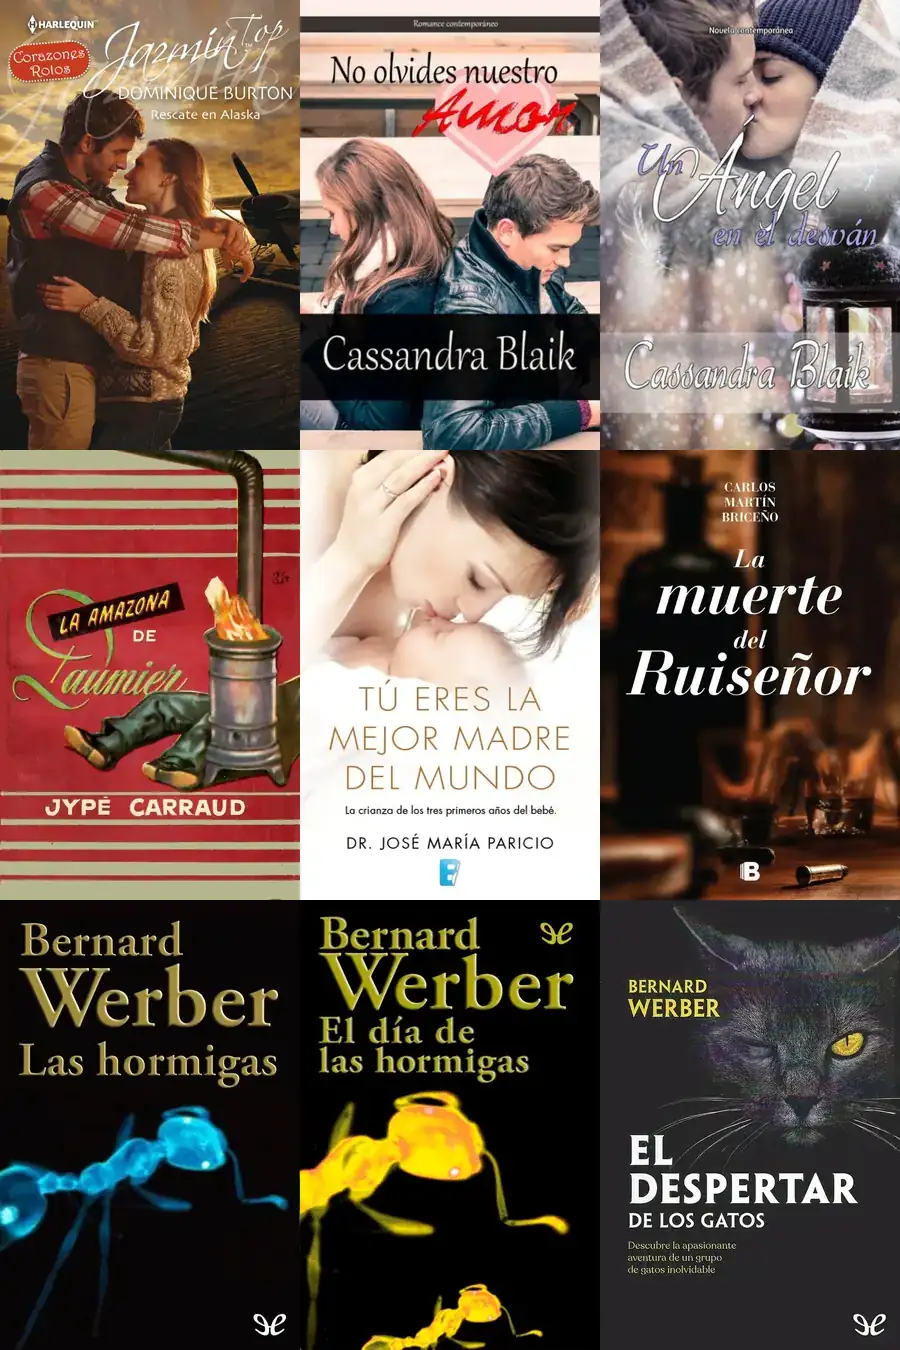 HARLEQUIN™
Corazones
Rotos
Jazmín Top™
DOMINIQUE BURTON
Rescate en Alaska
Romance contemporáneo
No olvides nuestro
Amor
Cassandra Blaik
Novela contemporánea
Un
Ángel
en el desván
Cassandra Blaik
LA AMAZONA
DE
Laumier
JYPÉ CARRAUD
TÚ ERES LA
MEJOR MADRE
DEL MUNDO
La crianza de los tres primeros años del bebé.
DR. JOSÉ MARÍA PARICIO
B
CARLOS
MARTÍN
BRICEÑO
La
muerte
del
Ruiseñor
B
Bernard
Werber
Las hormigas
Bernard
Werber
El día de
las hormigas
BERNARD
WERBER
EL
DESPERTAR
DE LOS GATOS
Descubre la apasionante
aventura de un grupo
de gatos inolvidable